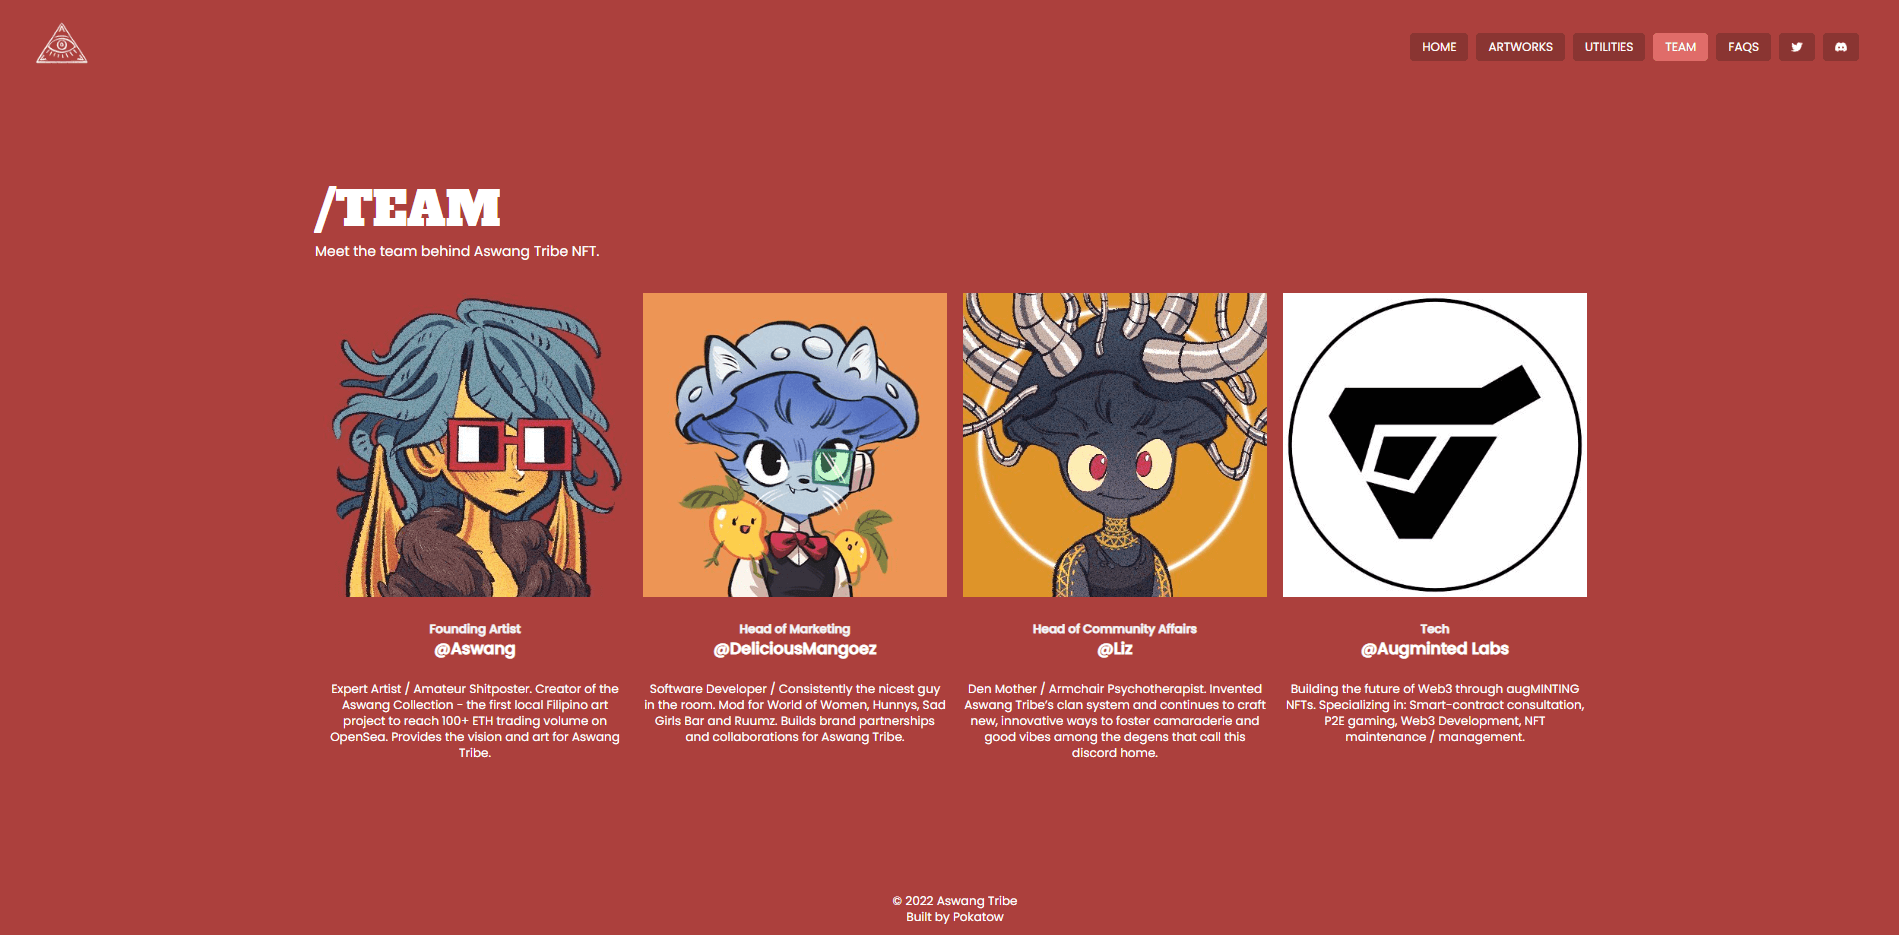 HOME
ARTWORKS
UTILITIES
TEAM
FAQS
/TEAM
Meet the team behind Aswang Tribe NFT.
Founding Artist
@Aswang
Expert Artist / Amateur Shitposter. Creator of the
Aswang Collection - the first local Filipino art
project to reach 100+ ETH trading volume on
OpenSea. Provides the vision and art for Aswang
Tribe.
Head of Marketing
@DeliciousMangoez
Software Developer / Consistently the nicest guy
in the room. Mod for World of Women, Hunnys, Sad
Girls Bar and Ruumz. Builds brand partnerships
and collaborations for Aswang Tribe.
Head of Community Affairs
@Liz
Den Mother / Armchair Psychotherapist. Invented
Aswang Tribe's clan system and continues to craft
new, innovative ways to foster camaraderie and
good vibes among the degens that call this
discord home.
Tech
@Augminted Labs
Building the future of Web3 through augMINTING
NFTs. Specializing in: Smart-contract consultation,
P2E gaming, Web3 Development, NFT
maintenance / management.
© 2022 Aswang Tribe
Built by Pokatow